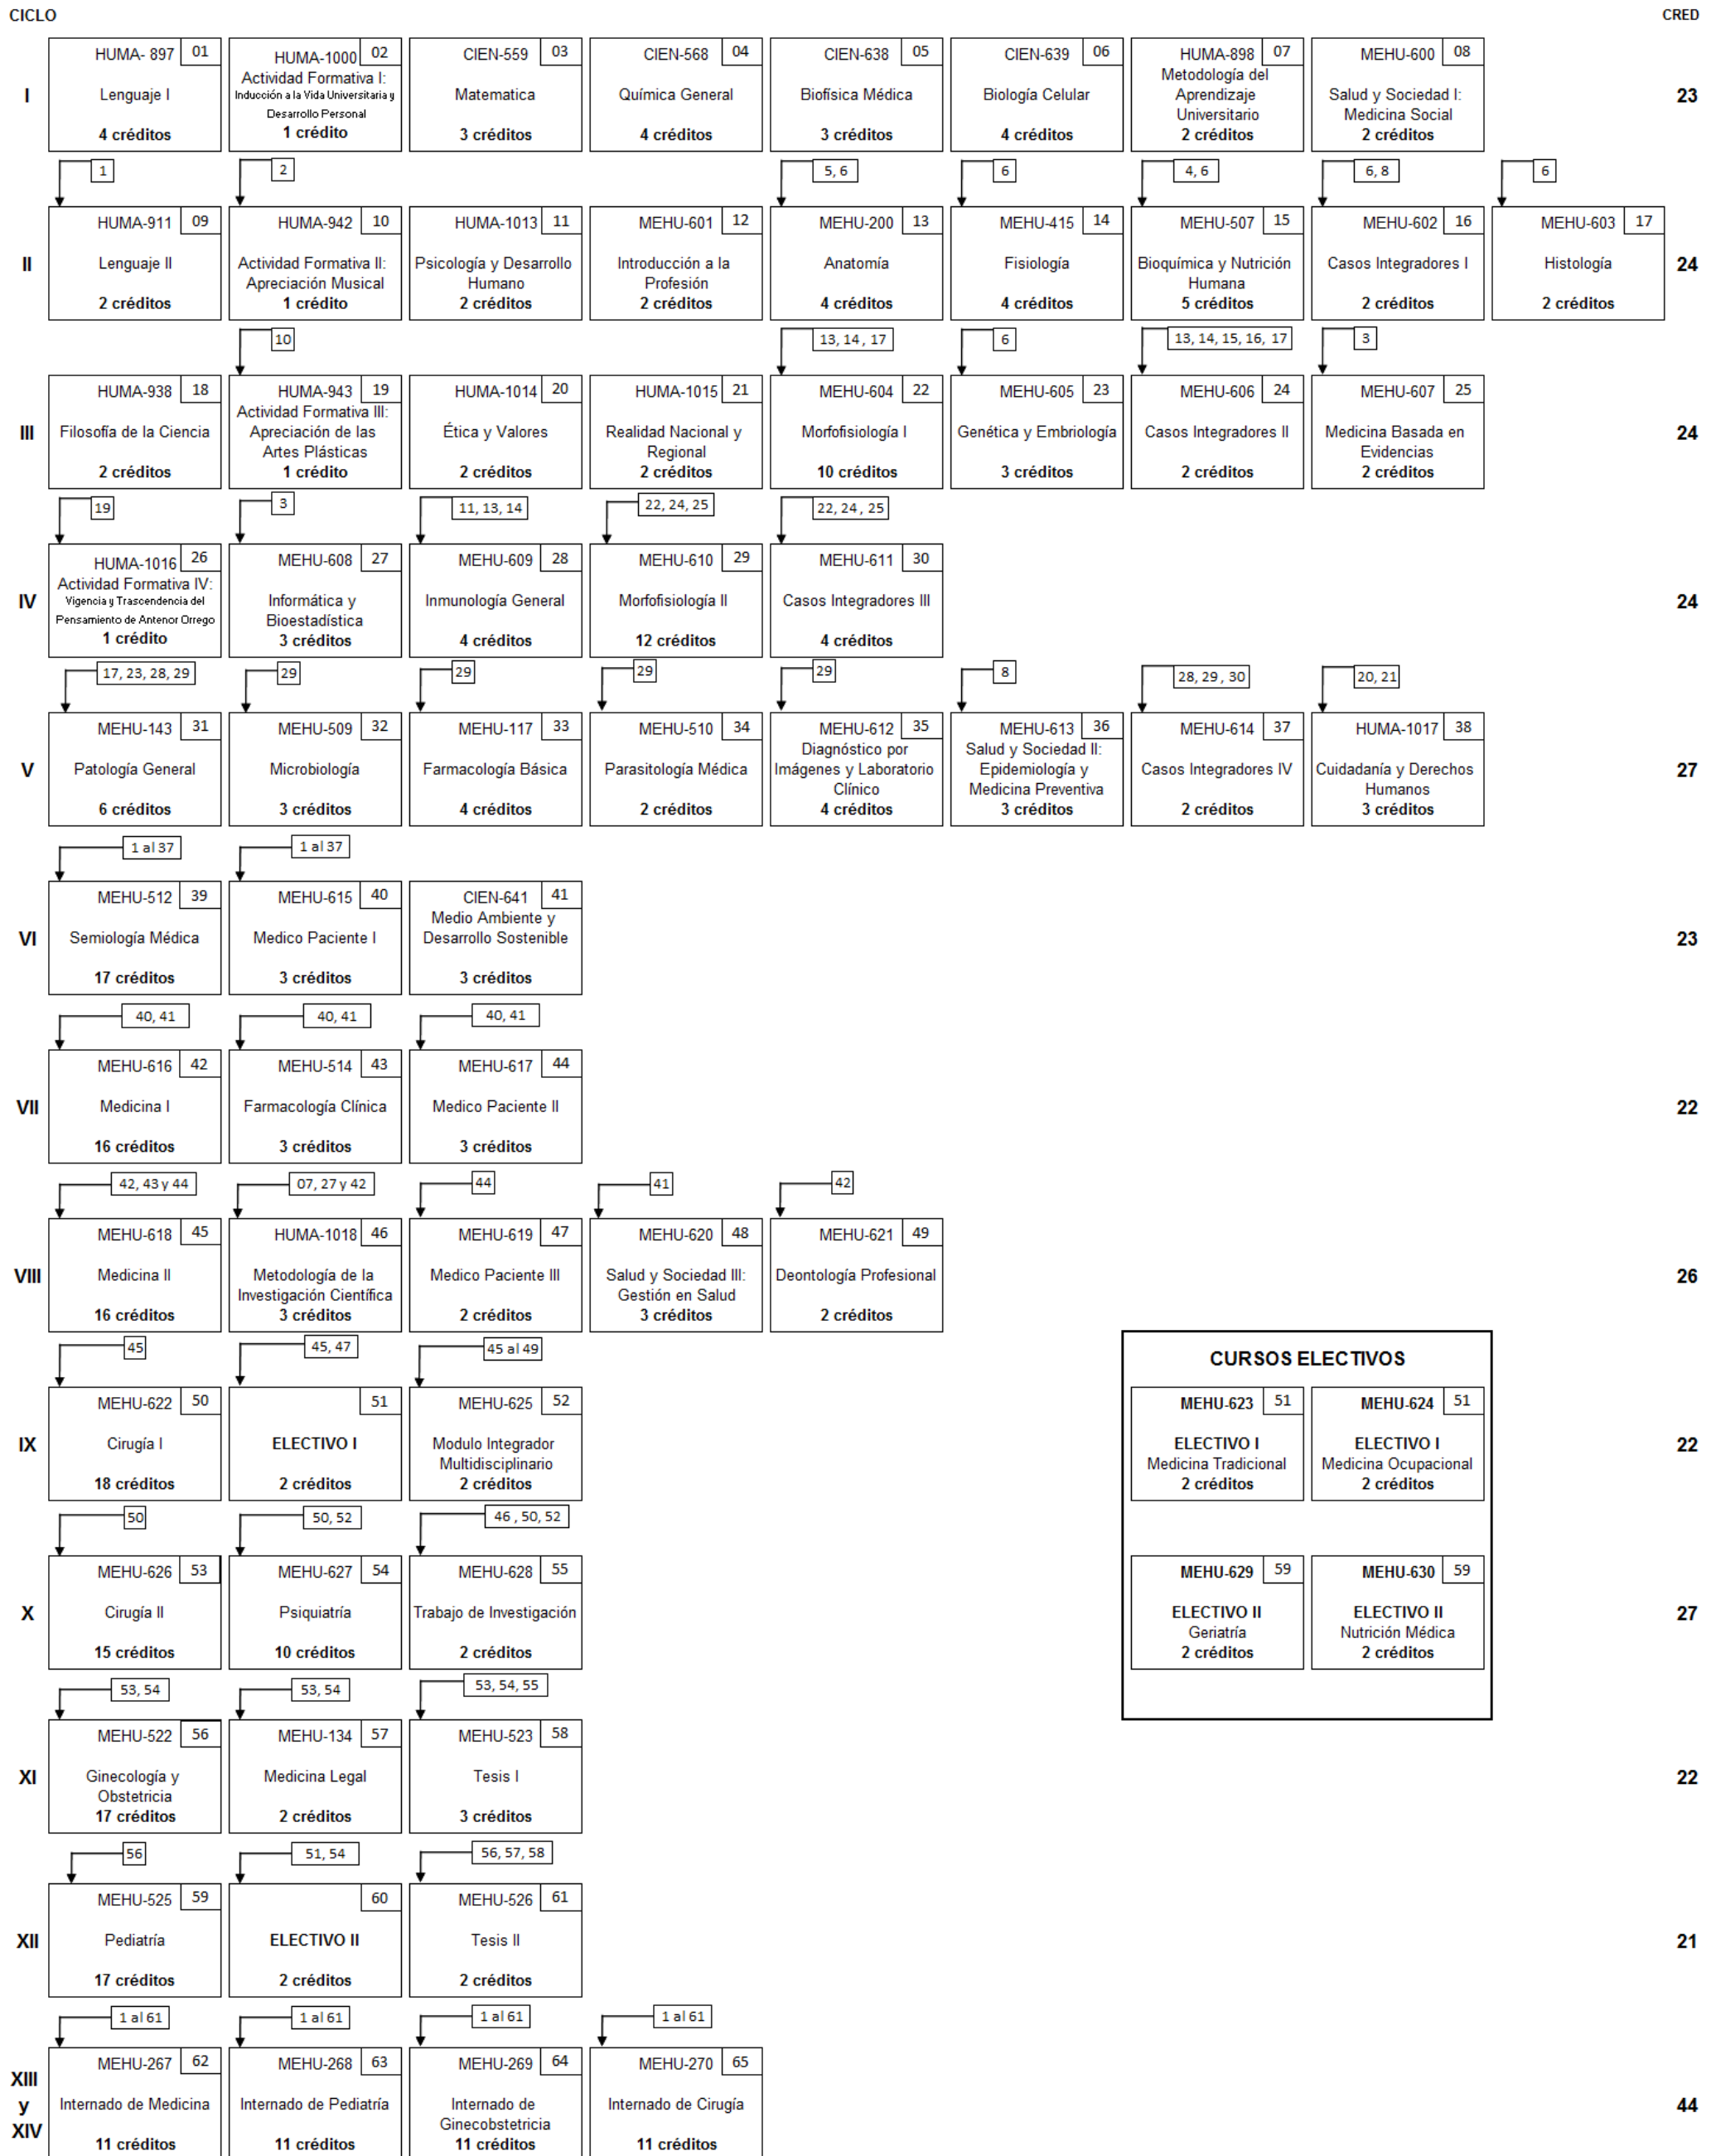 CICLO
CRED
I
HUMA- 897 01
Lenguaje I
4 créditos
HUMA-1000 02
Actividad Formativa I:
Inducción a la Vida Universitaria y
Desarrollo Personal
1 crédito
CIEN-559 03
Matematica
3 créditos
CIEN-568 04
Química General
4 créditos
CIEN-638 05
Biofísica Médica
3 créditos
CIEN-639 06
Biología Celular
4 créditos
HUMA-898 07
Metodología del
Aprendizaje
Universitario
2 créditos
MEHU-600 08
Salud y Sociedad I:
Medicina Social
2 créditos
23
1
2
5, 6
6
4, 6
6, 8
6
II
HUMA-911 09
Lenguaje II
2 créditos
HUMA-942 10
Actividad Formativa II:
Apreciación Musical
1 crédito
HUMA-1013 11
Psicología y Desarrollo
Humano
2 créditos
MEHU-601 12
Introducción a la
Profesión
2 créditos
MEHU-200 13
Anatomía
4 créditos
MEHU-415 14
Fisiología
4 créditos
MEHU-507 15
Bioquímica y Nutrición
Humana
5 créditos
MEHU-602 16
Casos Integradores I
2 créditos
MEHU-603 17
Histología
2 créditos
24
10
13, 14 , 17
6
13, 14, 15, 16, 17
3
III
HUMA-938 18
Filosofía de la Ciencia
2 créditos
HUMA-943 19
Actividad Formativa III:
Apreciación de las
Artes Plásticas
1 crédito
HUMA-1014 20
Ética y Valores
2 créditos
HUMA-1015 21
Realidad Nacional y
Regional
2 créditos
MEHU-604 22
Morfofisiología I
10 créditos
MEHU-605 23
Genética y Embriología
3 créditos
MEHU-606 24
Casos Integradores II
2 créditos
MEHU-607 25
Medicina Basada en
Evidencias
2 créditos
24
19
3
11, 13, 14
22, 24, 25
22, 24 , 25
IV
HUMA-1016 26
Actividad Formativa IV:
Vigencia y Trascendencia del
Pensamiento de Antenor Orrego
1 crédito
MEHU-608 27
Informática y
Bioestadística
3 créditos
MEHU-609 28
Inmunología General
4 créditos
MEHU-610 29
Morfofisiología II
12 créditos
MEHU-611 30
Casos Integradores III
4 créditos
24
17, 23, 28, 29
29
29
29
29
8
28, 29 , 30
20, 21
V
MEHU-143 31
Patología General
6 créditos
MEHU-509 32
Microbiología
3 créditos
MEHU-117 33
Farmacología Básica
4 créditos
MEHU-510 34
Parasitología Médica
2 créditos
MEHU-612 35
Diagnóstico por
Imágenes y Laboratorio
Clínico
4 créditos
MEHU-613 36
Salud y Sociedad II:
Epidemiología y
Medicina Preventiva
3 créditos
MEHU-614 37
Casos Integradores IV
2 créditos
HUMA-1017 38
Cuidadanía y Derechos
Humanos
3 créditos
27
1 al 37
1 al 37
VI
MEHU-512 39
Semiología Médica
17 créditos
MEHU-615 40
Medico Paciente I
3 créditos
CIEN-641 41
Medio Ambiente y
Desarrollo Sostenible
3 créditos
23
40, 41
40, 41
40, 41
VII
MEHU-616 42
Medicina I
16 créditos
MEHU-514 43
Farmacología Clínica
3 créditos
MEHU-617 44
Medico Paciente II
3 créditos
22
42, 43 y 44
07, 27 y 42
44
41
42
VIII
MEHU-618 45
Medicina II
16 créditos
HUMA-1018 46
Metodología de la
Investigación Científica
3 créditos
MEHU-619 47
Medico Paciente III
2 créditos
MEHU-620 48
Salud y Sociedad III:
Gestión en Salud
3 créditos
MEHU-621 49
Deontología Profesional
2 créditos
26
45
45, 47
45 al 49
IX
MEHU-622 50
Cirugía I
18 créditos
51
ELECTIVO I
2 créditos
MEHU-625 52
Modulo Integrador
Multidisciplinario
2 créditos
22
CURSOS ELECTIVOS
MEHU-623 51
ELECTIVO I
Medicina Tradicional
2 créditos
MEHU-624 51
ELECTIVO I
Medicina Ocupacional
2 créditos
MEHU-629 59
ELECTIVO II
Geriatría
2 créditos
MEHU-630 59
ELECTIVO II
Nutrición Médica
2 créditos
50
50, 52
46 , 50, 52
X
MEHU-626 53
Cirugía II
15 créditos
MEHU-627 54
Psiquiatría
10 créditos
MEHU-628 55
Trabajo de Investigación
2 créditos
27
53, 54
53, 54
53, 54, 55
XI
MEHU-522 56
Ginecología y
Obstetricia
17 créditos
MEHU-134 57
Medicina Legal
2 créditos
MEHU-523 58
Tesis I
3 créditos
22
56
51, 54
56, 57, 58
XII
MEHU-525 59
Pediatría
17 créditos
60
ELECTIVO II
2 créditos
MEHU-526 61
Tesis II
2 créditos
21
1 al 61
1 al 61
1 al 61
1 al 61
XIII
y
XIV
MEHU-267 62
Internado de Medicina
11 créditos
MEHU-268 63
Internado de Pediatría
11 créditos
MEHU-269 64
Internado de
Ginecobstetricia
11 créditos
MEHU-270 65
Internado de Cirugía
11 créditos
44